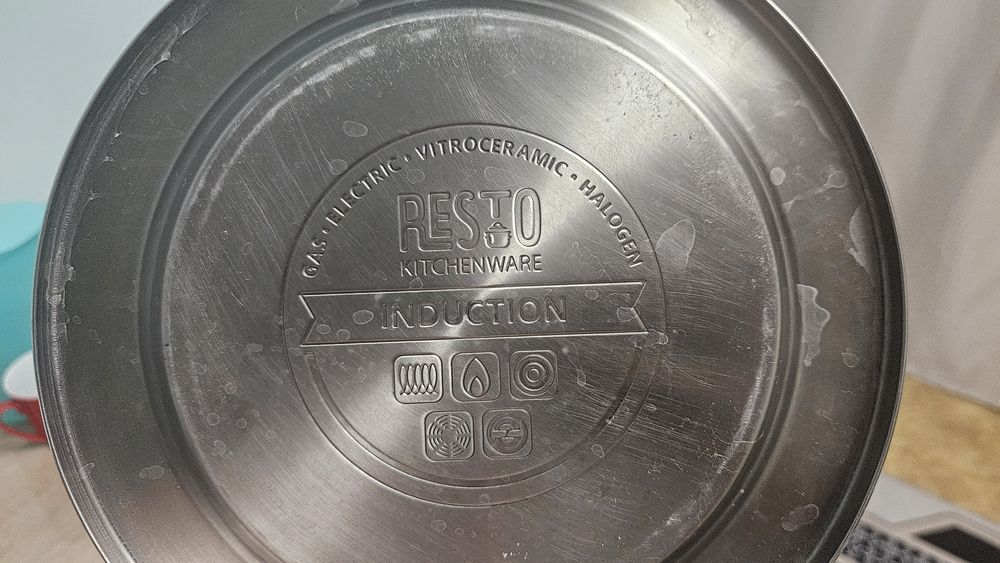 GAS • ELECTRIC • VITROCERAMIC • HALOGEN
RESTO
KITCHENWARE
INDUCTION